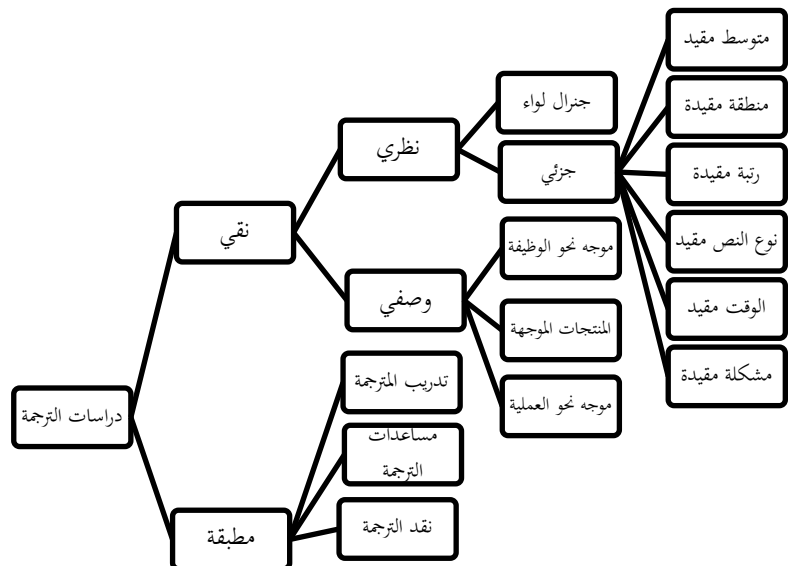 دراسات الترجمة
نقي
نظري
جنرال لواء
جزئي
متوسط مقيد
منطقة مقيدة
رتبة مقيدة
نوع النص مقيد
الوقت مقيد
مشكلة مقيدة
وصفي
موجه نحو الوظيفة
المنتجات الموجهة
موجه نحو العملية
مطبقة
تدريب المترجمة
مساعدات
الترجمة
نقد الترجمة